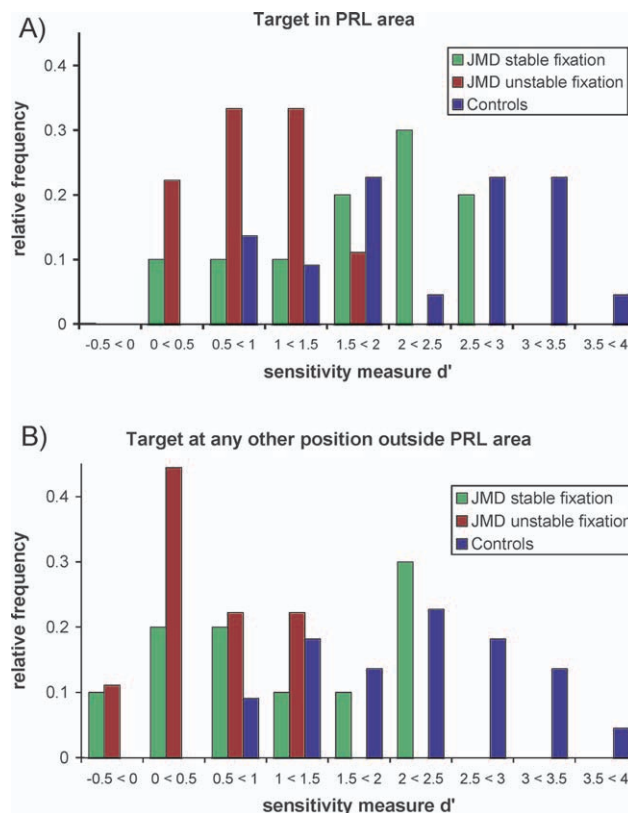 A)
Target in PRL area
JMD stable fixation
JMD unstable fixation
Controls
relative frequency
0.4
0.3
0.2
0.1
0
-0.5 < 0 0 < 0.5 0.5 < 1 1 < 1.5 1.5 < 2 2 < 2.5 2.5 < 3 3 < 3.5 3.5 < 4
sensitivity measure d'
B)
Target at any other position outside PRL area
JMD stable fixation
JMD unstable fixation
Controls
relative frequency
0.4
0.3
0.2
0.1
0
-0.5 < 0 0 < 0.5 0.5 < 1 1 < 1.5 1.5 < 2 2 < 2.5 2.5 < 3 3 < 3.5 3.5 < 4
sensitivity measure d'